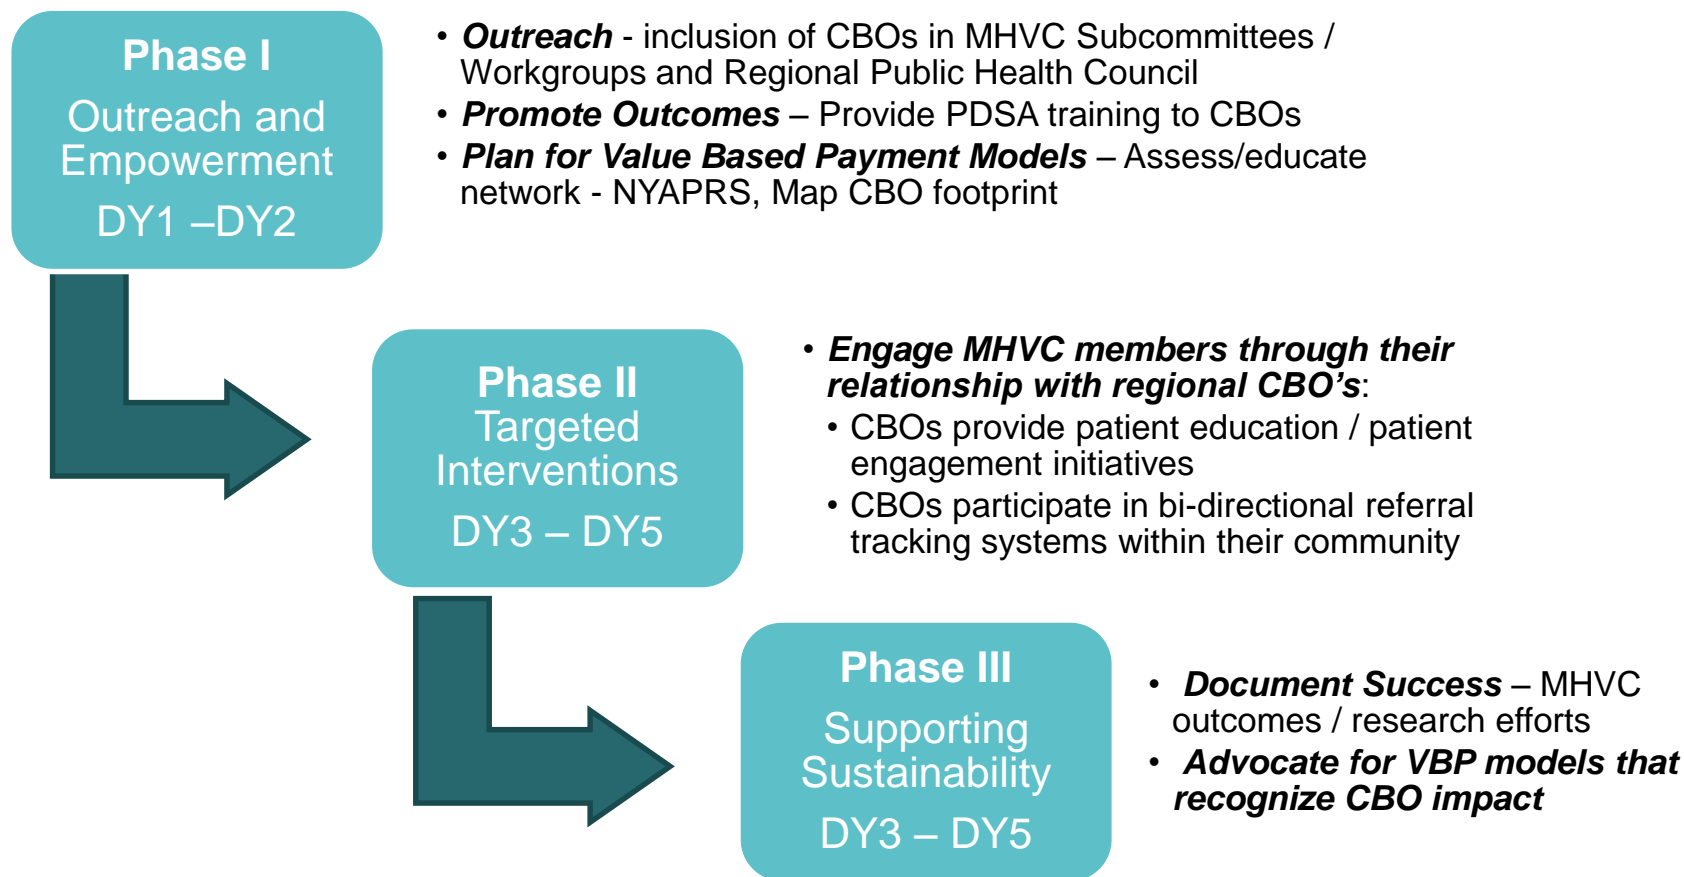 Phase I
Outreach and
Empowerment
DY1 –DY2
• Outreach - inclusion of CBOs in MHVC Subcommittees /
Workgroups and Regional Public Health Council
• Promote Outcomes – Provide PDSA training to CBOs
• Plan for Value Based Payment Models – Assess/educate
network - NYAPRS, Map CBO footprint
Phase II
Targeted
Interventions
DY3 – DY5
• Engage MHVC members through their
relationship with regional CBO’s:
• CBOs provide patient education / patient
engagement initiatives
• CBOs participate in bi-directional referral
tracking systems within their community
Phase III
Supporting
Sustainability
DY3 – DY5
• Document Success – MHVC
outcomes / research efforts
• Advocate for VBP models that
recognize CBO impact